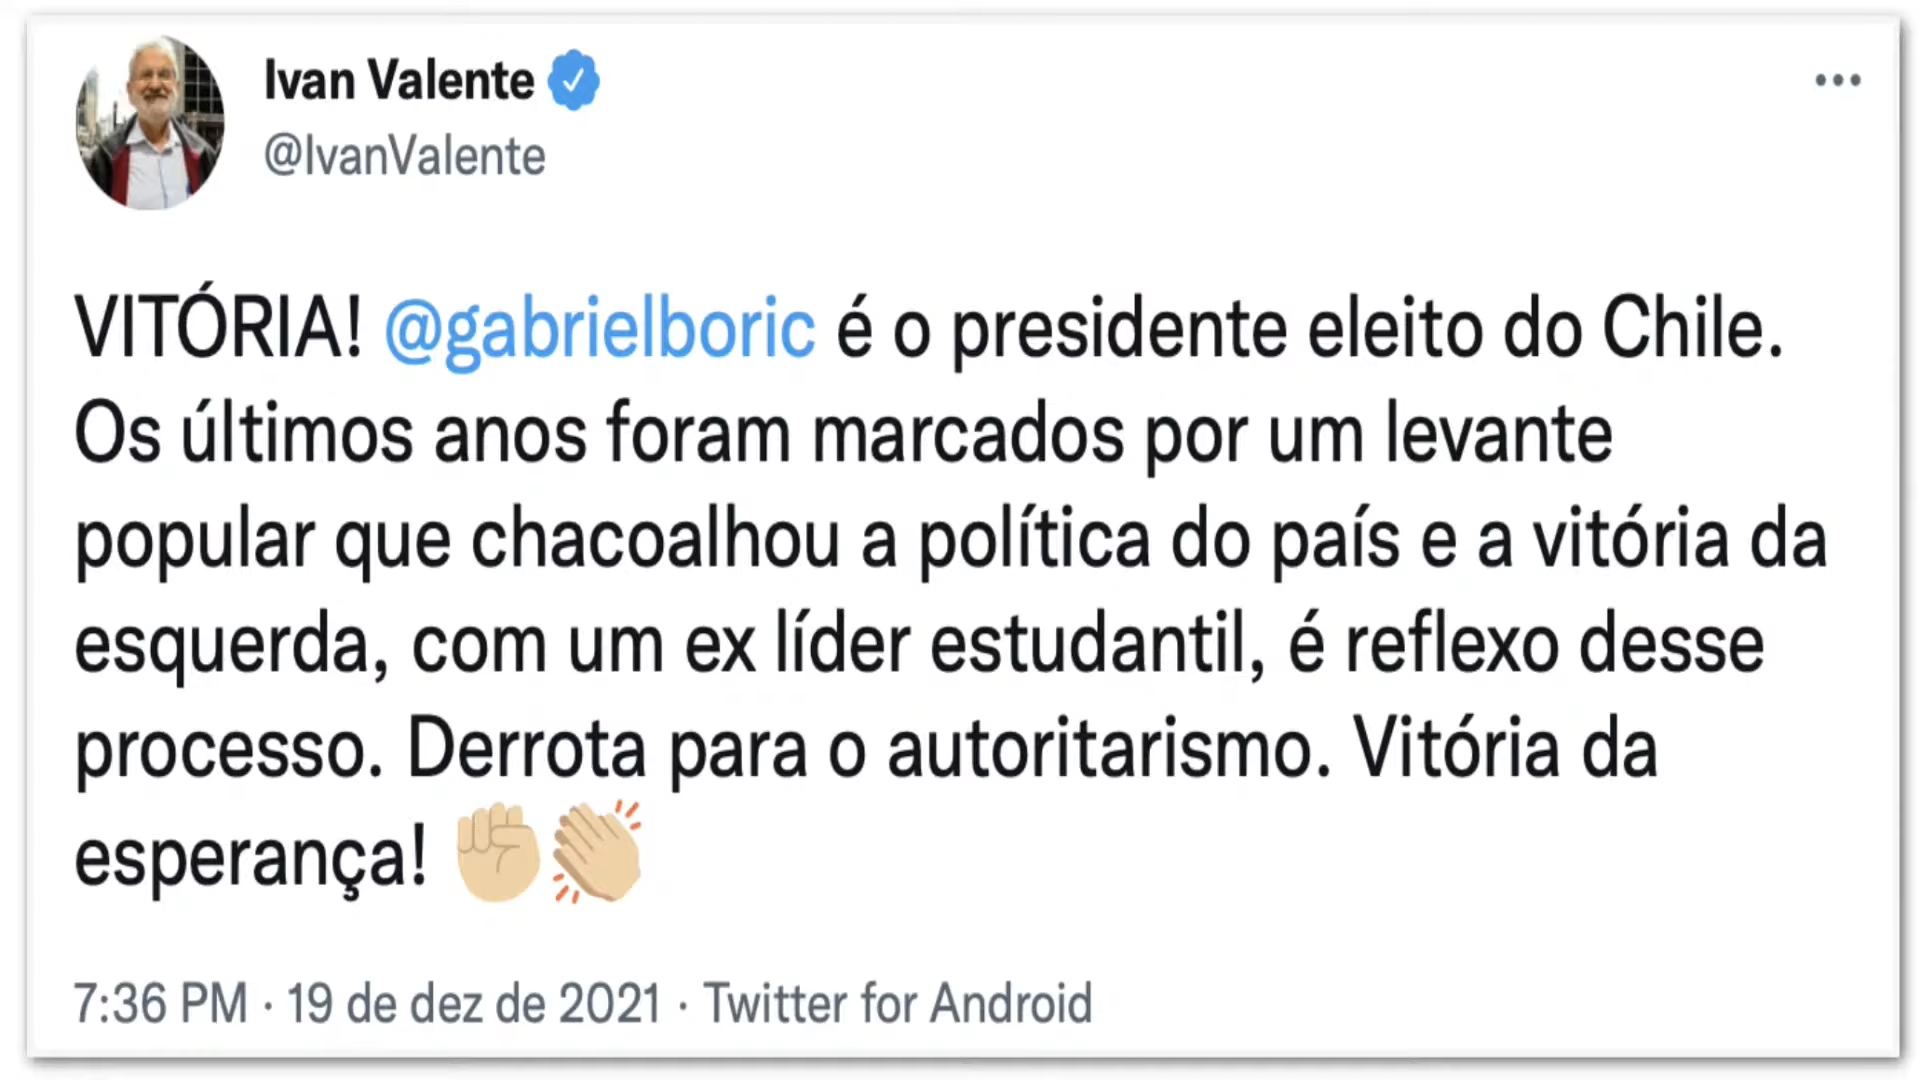 Ivan Valente
@IvanValente
VITÓRIA! @gabrielboric é o presidente eleito do Chile.
Os últimos anos foram marcados por um levante
popular que chacoalhou a política do país e a vitória da
esquerda, com um ex líder estudantil, é reflexo desse
processo. Derrota para o autoritarismo. Vitória da
esperança! ✊🏼👏🏼
7:36 PM · 19 de dez de 2021 · Twitter for Android